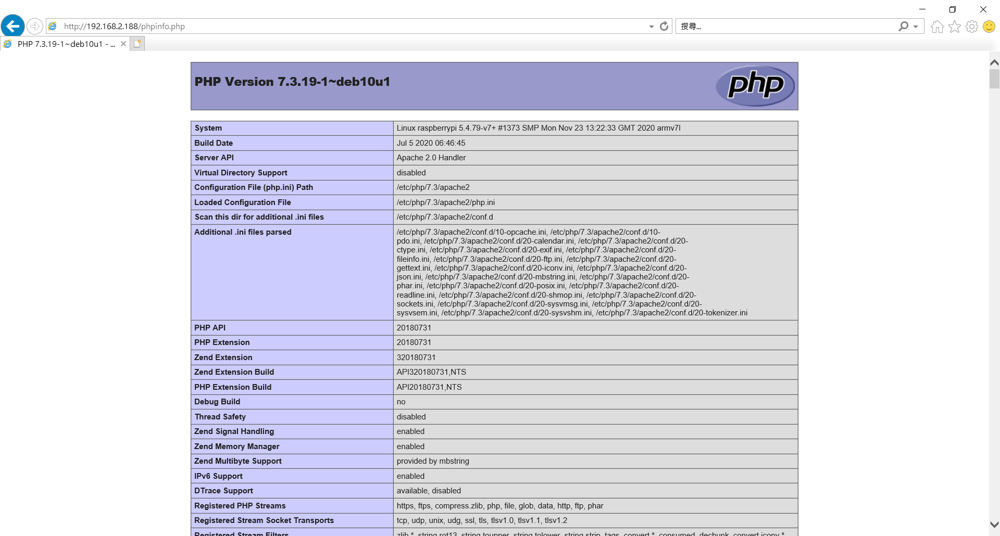 http://192.168.2.188/phpinfo.php
搜尋...
PHP 7.3.19-1~deb10u1 - ...
PHP Version 7.3.19-1~deb10u1
php
System Linux raspberrypi 5.4.79-v7+ #1373 SMP Mon Nov 23 13:22:33 GMT 2020 armv7l
Build Date Jul 5 2020 06:46:45
Server API Apache 2.0 Handler
Virtual Directory Support disabled
Configuration File (php.ini) Path /etc/php/7.3/apache2
Loaded Configuration File /etc/php/7.3/apache2/php.ini
Scan this dir for additional .ini files /etc/php/7.3/apache2/conf.d
Additional .ini files parsed /etc/php/7.3/apache2/conf.d/10-opcache.ini, /etc/php/7.3/apache2/conf.d/10-
pdo.ini, /etc/php/7.3/apache2/conf.d/20-calendar.ini, /etc/php/7.3/apache2/conf.d/20-
ctype.ini, /etc/php/7.3/apache2/conf.d/20-exif.ini, /etc/php/7.3/apache2/conf.d/20-
fileinfo.ini, /etc/php/7.3/apache2/conf.d/20-ftp.ini, /etc/php/7.3/apache2/conf.d/20-
gettext.ini, /etc/php/7.3/apache2/conf.d/20-iconv.ini, /etc/php/7.3/apache2/conf.d/20-
json.ini, /etc/php/7.3/apache2/conf.d/20-mbstring.ini, /etc/php/7.3/apache2/conf.d/20-
phar.ini, /etc/php/7.3/apache2/conf.d/20-posix.ini, /etc/php/7.3/apache2/conf.d/20-
readline.ini, /etc/php/7.3/apache2/conf.d/20-shmop.ini, /etc/php/7.3/apache2/conf.d/20-
sockets.ini, /etc/php/7.3/apache2/conf.d/20-sysvmsg.ini, /etc/php/7.3/apache2/conf.d/20-
sysvsem.ini, /etc/php/7.3/apache2/conf.d/20-sysvshm.ini, /etc/php/7.3/apache2/conf.d/20-tokenizer.ini
PHP API 20180731
PHP Extension 20180731
Zend Extension 320180731
Zend Extension Build API320180731,NTS
PHP Extension Build API20180731,NTS
Debug Build no
Thread Safety disabled
Zend Signal Handling enabled
Zend Memory Manager enabled
Zend Multibyte Support provided by mbstring
IPv6 Support enabled
DTrace Support available, disabled
Registered PHP Streams https, ftps, compress.zlib, php, file, glob, data, http, ftp, phar
Registered Stream Socket Transports tcp, udp, unix, udg, ssl, tls, tlsv1.0, tlsv1.1, tlsv1.2
Registered Stream Filters zlib.*, string.rot13, string.toupper, string.tolower, string.strip_tags, convert.*, consumed, dechunk, convert.iconv.*